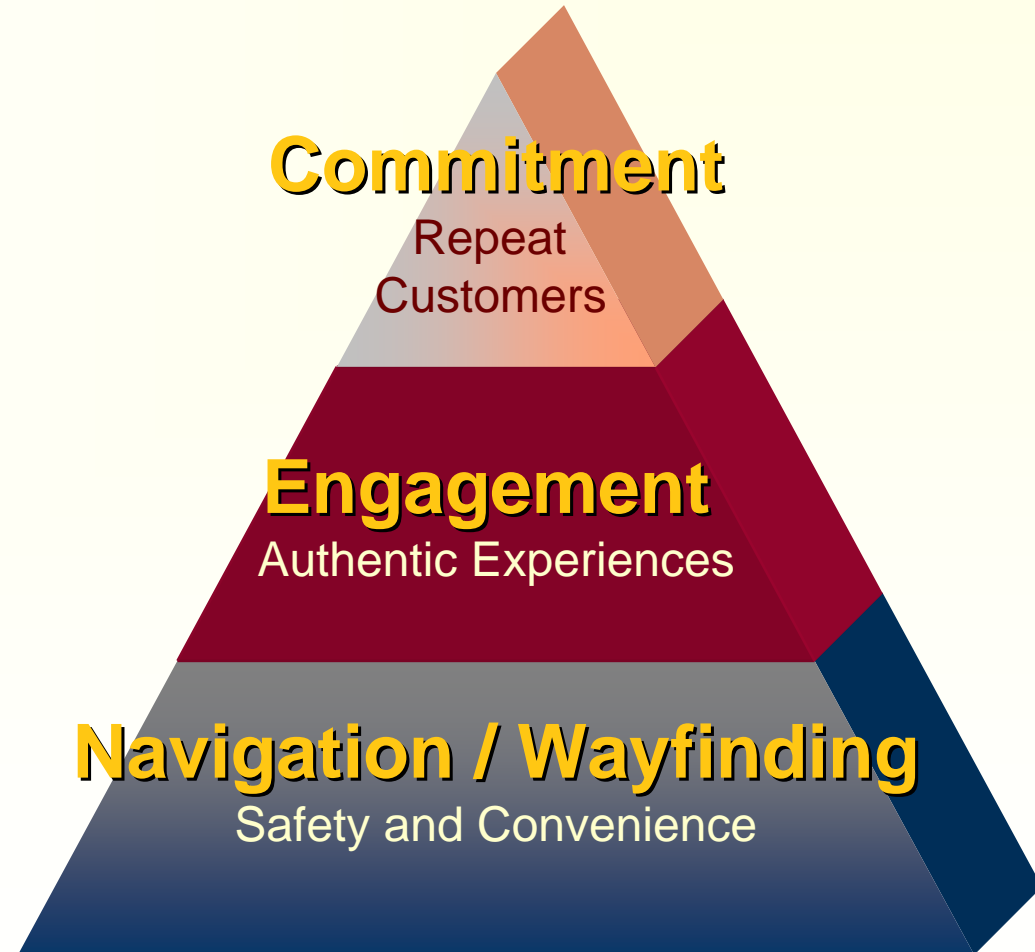 Commitment
Repeat
Customers
Engagement
Authentic Experiences
Navigation / Wayfinding
Safety and Convenience